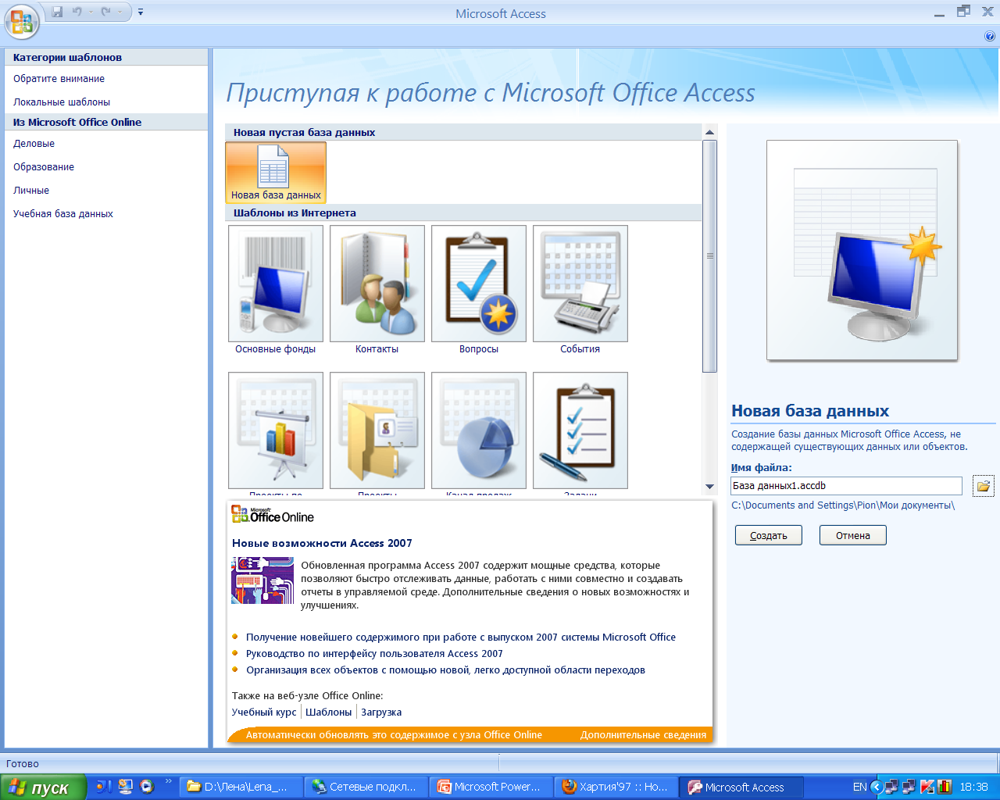 Microsoft Access
Категории шаблонов
Обратите внимание
Локальные шаблоны
Из Microsoft Office Online
Деловые
Образование
Личные
Учебная база данных
Приступая к работе с Microsoft Office Access
Новая пустая база данных
Новая база данных
Шаблоны из Интернета
Основные фонды
Контакты
Вопросы
События
Проекты по
Проекты
Канал продаж
Задачи
Microsoft
Office Online
Новые возможности Access 2007
Обновленная программа Access 2007 содержит мощные средства, которые
позволяют быстро отслеживать данные, работать с ними совместно и создавать
отчеты в управляемой среде. Дополнительные сведения о новых возможностях и
улучшениях.
Получение новейшего содержимого при работе с выпуском 2007 системы Microsoft Office
Руководство по интерфейсу пользователя Access 2007
Организация всех объектов с помощью новой, легко доступной области переходов
Также на веб-узле Office Online:
Учебный курс | Шаблоны | Загрузка
Автоматически обновлять это содержимое с узла Office Online Дополнительные сведения
Новая база данных
Создание базы данных Microsoft Office Access, не
содержащей существующих данных или объектов.
Имя файла:
База данных1.accdb
C:\Documents and Settings\Pion\Мои документы\
Создать Отмена
Готово
пуск » D:\Лена\Lena_... Сетевые подкл... Microsoft Power... Хартия'97 :: Но... Microsoft Access EN 18:38